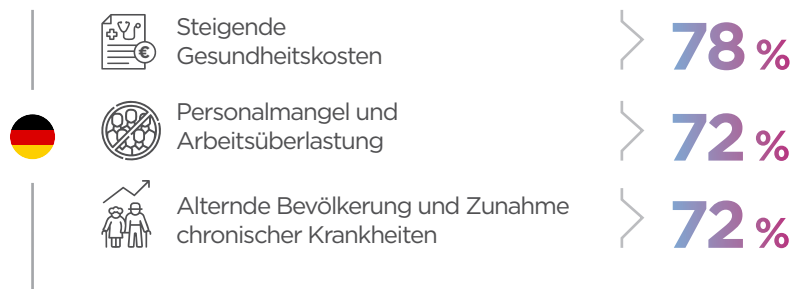 Steigende
Gesundheitskosten
78 %
Personalmangel und
Arbeitsüberlastung
72 %
Alternde Bevölkerung und Zunahme
chronischer Krankheiten
72 %